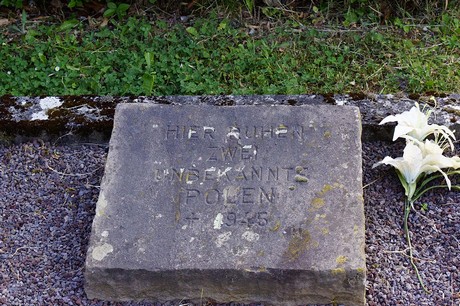 HIER RUHEN
ZWEI
UNBEKANNTE
POLEN
+ 1945